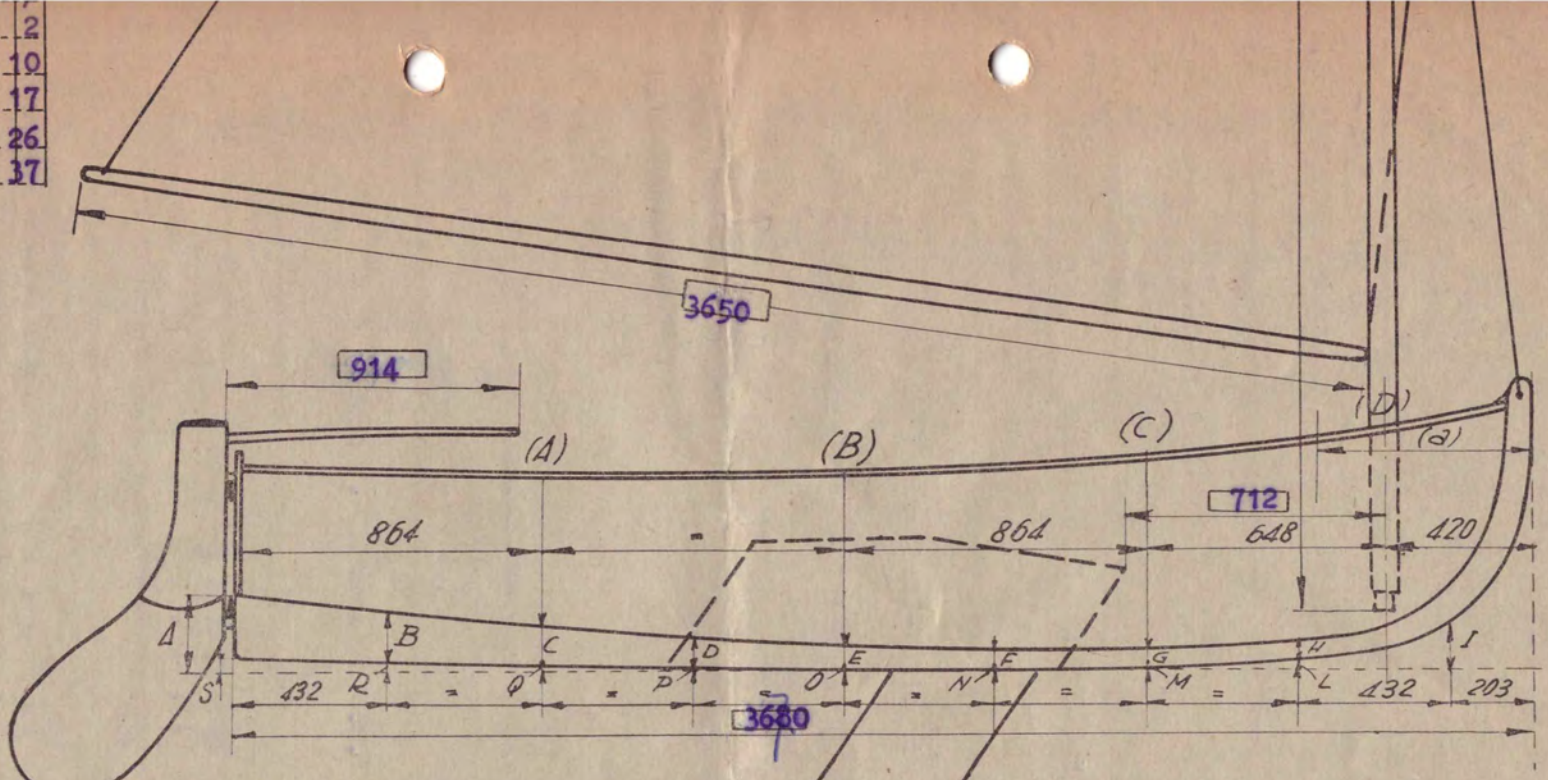 2
10
17
26
37
3650
914
(A)
(B)
(C)
(D)
(a)
712
864
=
864
648
420
A
B
C
D
E
F
G
H
I
S
R
Q
P
O
N
M
L
432
=
=
=
=
=
=
432
203
3680